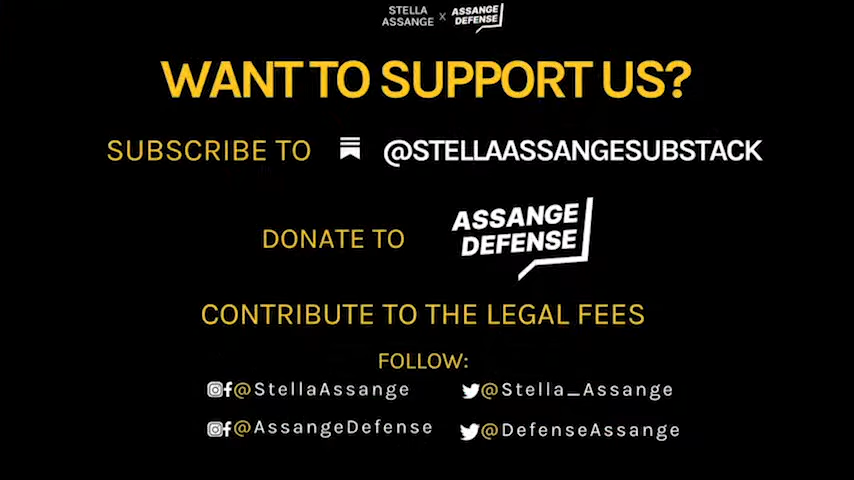 STELLA
ASSANGE X ASSANGE DEFENSE
WANT TO SUPPORT US?
SUBSCRIBE TO @STELLAASSANGESUBSTACK
DONATE TO ASSANGE DEFENSE
CONTRIBUTE TO THE LEGAL FEES
FOLLOW:
@StellaAssange @Stella_Assange
@AssangeDefense @DefenseAssange